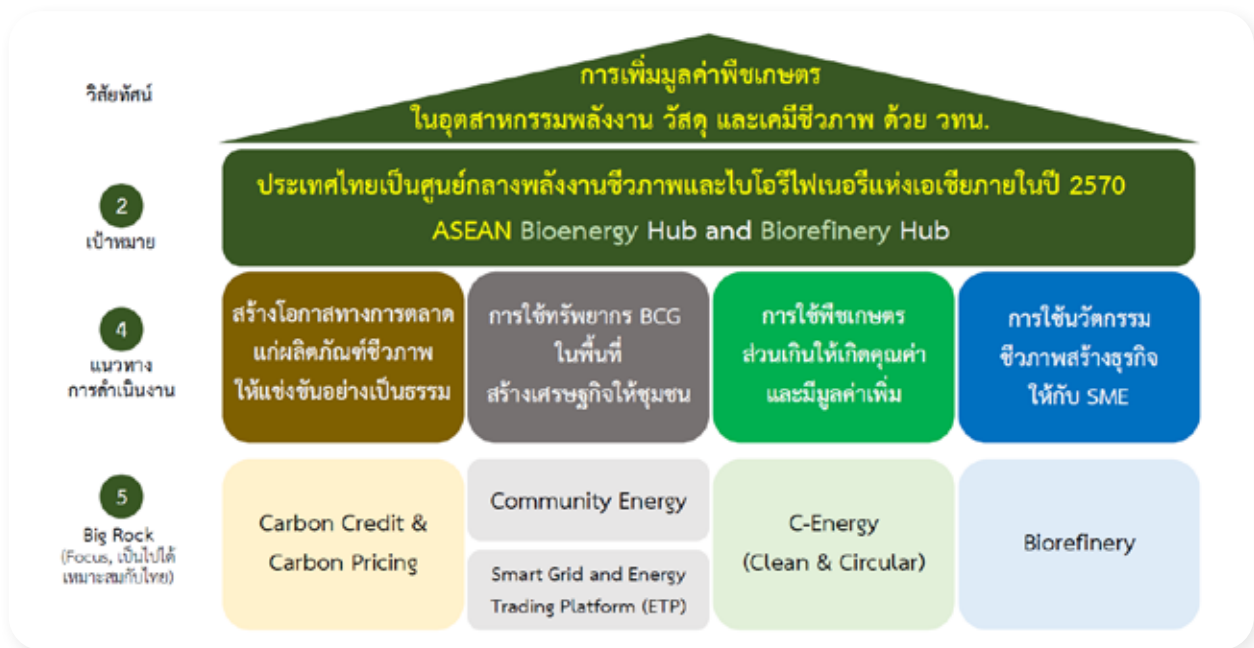 วิสัยทัศน์
การเพิ่มมูลค่าพืชเกษตร
ในอุตสาหกรรมพลังงาน วัสดุ และเคมีชีวภาพ ด้วย วทน.
2
เป้าหมาย
ประเทศไทยเป็นศูนย์กลางพลังงานชีวภาพและไบโอรีไฟเนอรีแห่งเอเชียภายในปี 2570
ASEAN Bioenergy Hub and Biorefinery Hub
4
แนวทาง
การดำเนินงาน
สร้างโอกาสทางการตลาด
แก่ผลิตภัณฑ์ชีวภาพ
ให้แข่งขันอย่างเป็นธรรม
การใช้ทรัพยากร BCG
ในพื้นที่
สร้างเศรษฐกิจให้ชุมชน
การใช้พืชเกษตร
ส่วนเกินให้เกิดคุณค่า
และมีมูลค่าเพิ่ม
การใช้นวัตกรรม
ชีวภาพสร้างธุรกิจ
ให้กับ SME
5
Big Rock
(Focus, เป็นไปได้
เหมาะสมกับไทย)
Carbon Credit &
Carbon Pricing
Community Energy
Smart Grid and Energy
Trading Platform (ETP)
C-Energy
(Clean & Circular)
Biorefinery